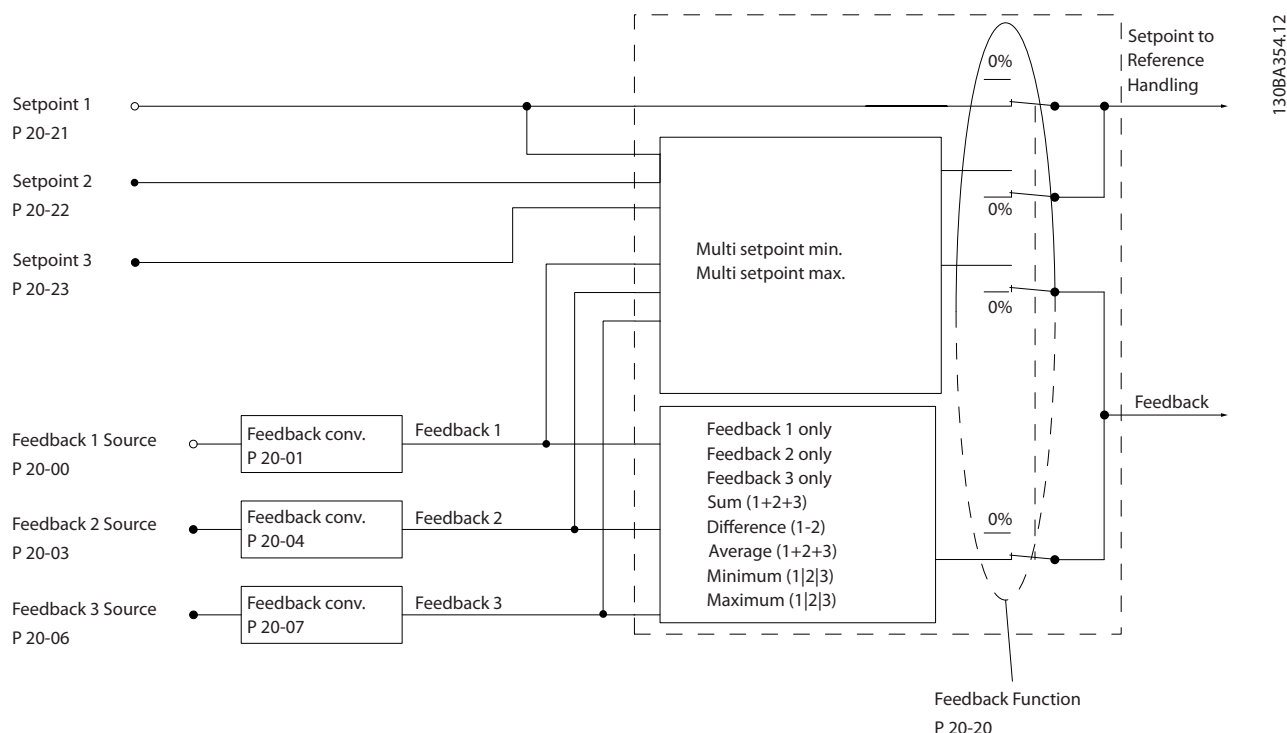 130BA354.12
Setpoint to
Reference
Handling
0%
Setpoint 1
P 20-21
Setpoint 2
P 20-22
0%
Setpoint 3
P 20-23
Multi setpoint min.
Multi setpoint max.
0%
Feedback
Feedback 1 Source
P 20-00
Feedback conv.
P 20-01
Feedback 1
Feedback 2 Source
P 20-03
Feedback conv.
P 20-04
Feedback 2
Feedback 3 Source
P 20-06
Feedback conv.
P 20-07
Feedback 3
Feedback 1 only
Feedback 2 only
Feedback 3 only
Sum (1+2+3)
Difference (1-2)
Average (1+2+3)
Minimum (1|2|3)
Maximum (1|2|3)
0%
Feedback Function
P 20-20